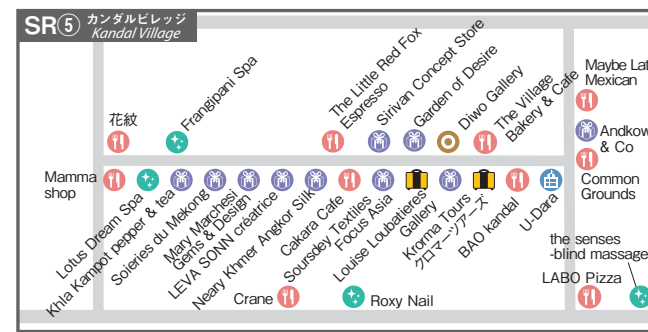 SR⑤ カンダルビレッジ
Kandal Village
花紋
Frangipani Spa
The Little Red Fox
Espresso
Sirivan Concept Store
Garden of Desire
Diwo Gallery
The Village
Bakery & Cafe
Maybe Lat
Mexican
Andkow
& Co
Common
Grounds
Mamma
shop
Lotus Dream Spa
Khla Kampot pepper & tea
Soieries du Mekong
Mary Marchesi
Gems & Design
LEVA SONN créatrice
Neary Khmer Angkor Silk
Cakara Cafe
Soursdey Textiles
Focus Asia
Louise Loubatieres
Gallery
Krorma Tours
クロマーツアーズ
BAO kandal
U-Dara
the senses
-blind massage
LABO Pizza
Crane
Roxy Nail